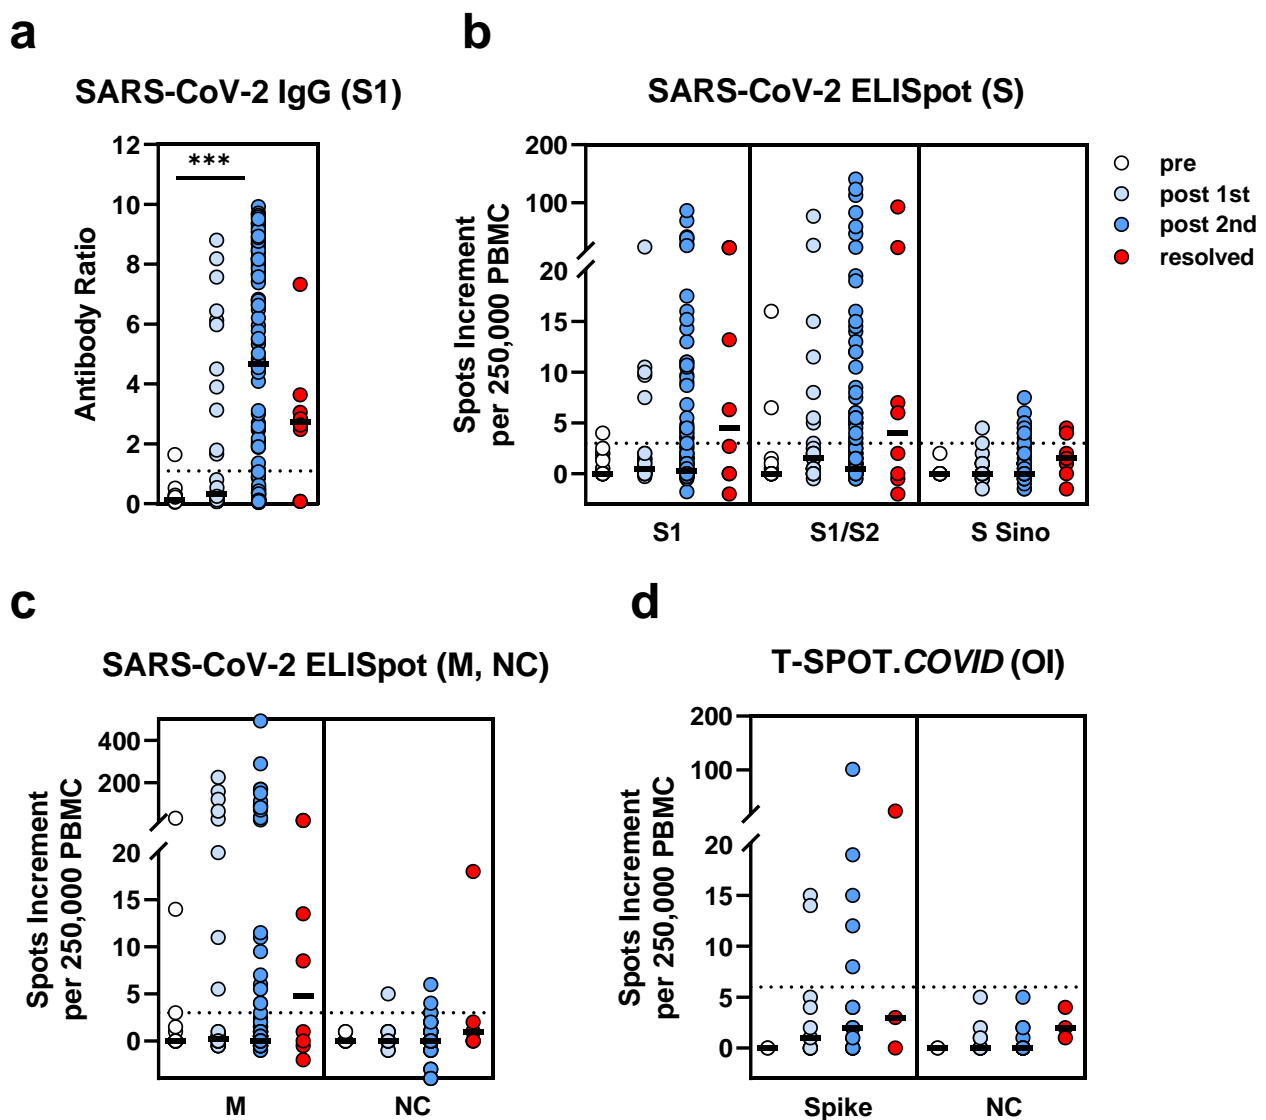 a
SARS-CoV-2 IgG (S1)
Antibody Ratio
12
10
8
6
4
2
0
***
b
SARS-CoV-2 ELISpot (S)
Spots Increment
per 250,000 PBMC
200
100
20
15
10
5
0
S1
S1/S2
S Sino
pre
post 1st
post 2nd
resolved
c
SARS-CoV-2 ELISpot (M, NC)
Spots Increment
per 250,000 PBMC
400
200
20
15
10
5
0
M
NC
d
T-SPOT.COVID (OI)
Spots Increment
per 250,000 PBMC
200
100
20
15
10
5
0
Spike
NC